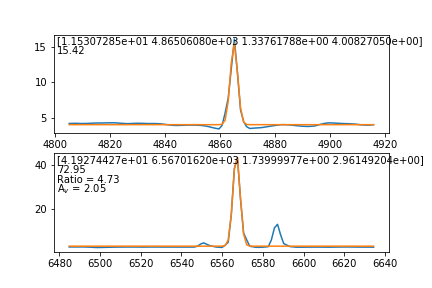 [1.15307285e+01 4.86506080e+03 1.33761788e+00 4.00827050e+00]
15.42
15
10
5
4800 4820 4840 4860 4880 4900 4920
[4.19274427e+01 6.56701620e+03 1.73999977e+00 2.96149204e+00]
72.95
Ratio = 4.73
Av = 2.05
40
20
6480 6500 6520 6540 6560 6580 6600 6620 6640